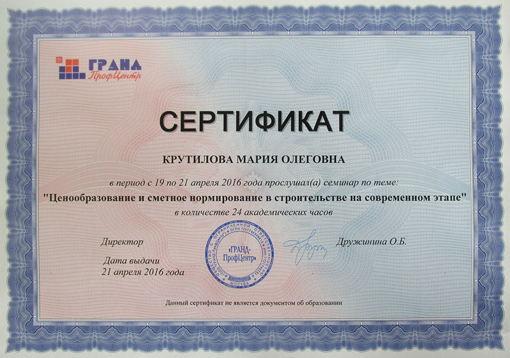 ГРАНД
ПрофЦентр
СЕРТИФИКАТ
КРУТИЛОВА МАРИЯ ОЛЕГОВНА
в период с 19 по 21 апреля 2016 года прослушал(а) семинар по теме:
"Ценообразование и сметное нормирование в строительстве на современном этапе"
в количестве 24 академических часов
Директор
Дружинина О.Б.
«ГРАНД-
ПрофЦентр»
Дата выдачи
21 апреля 2016 года
Данный сертификат не является документом об образовании